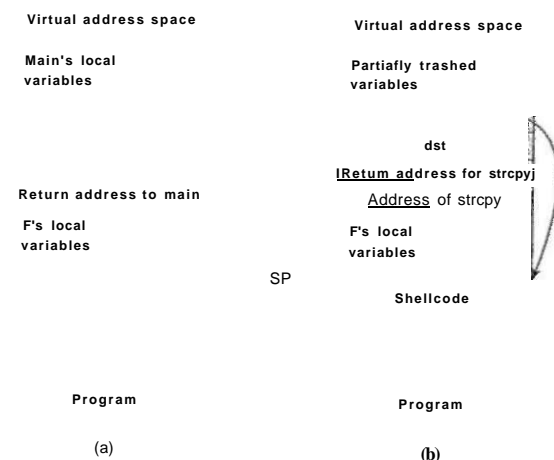 Virtual address space
Main's local
variables
Return address to main
F's local
variables
SP
Program
(a)
Virtual address space
Partiafly trashed
variables
dst
IRetum address for strcpyj
Address of strcpy
F's local
variables
Shellcode
Program
(b)